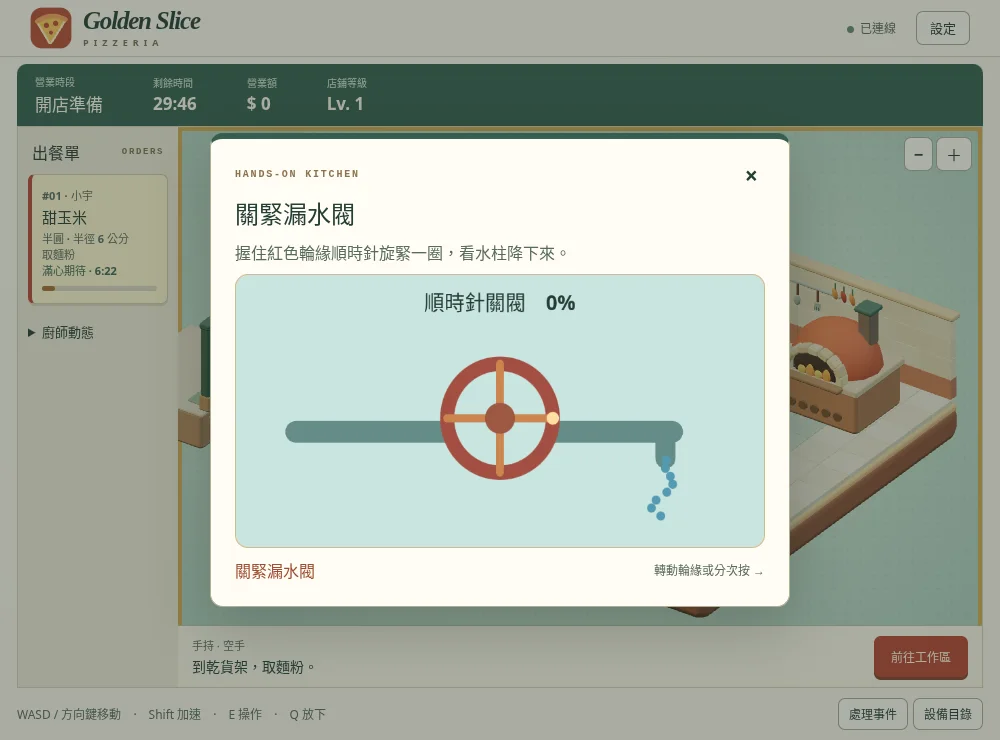 Golden Slice
PIZZERIA
已連線
設定
營業時段
開店準備
剩餘時間
29:46
營業額
$ 0
店鋪等級
Lv. 1
出餐單
ORDERS
#01 · 小宇
甜玉米
半圓 · 半徑 6 公分
取麵粉
滿心期待 · 6:22
▶ 廚師動態
− +
HANDS-ON KITCHEN
×
關緊漏水閥
握住紅色輪緣順時針旋緊一圈，看水柱降下來。
順時針關閥 0%
關緊漏水閥
轉動輪緣或分次按 →
手持 · 空手
到乾貨架，取麵粉。
前往工作區
WASD / 方向鍵移動 · Shift 加速 · E 操作 · Q 放下
處理事件
設備目錄